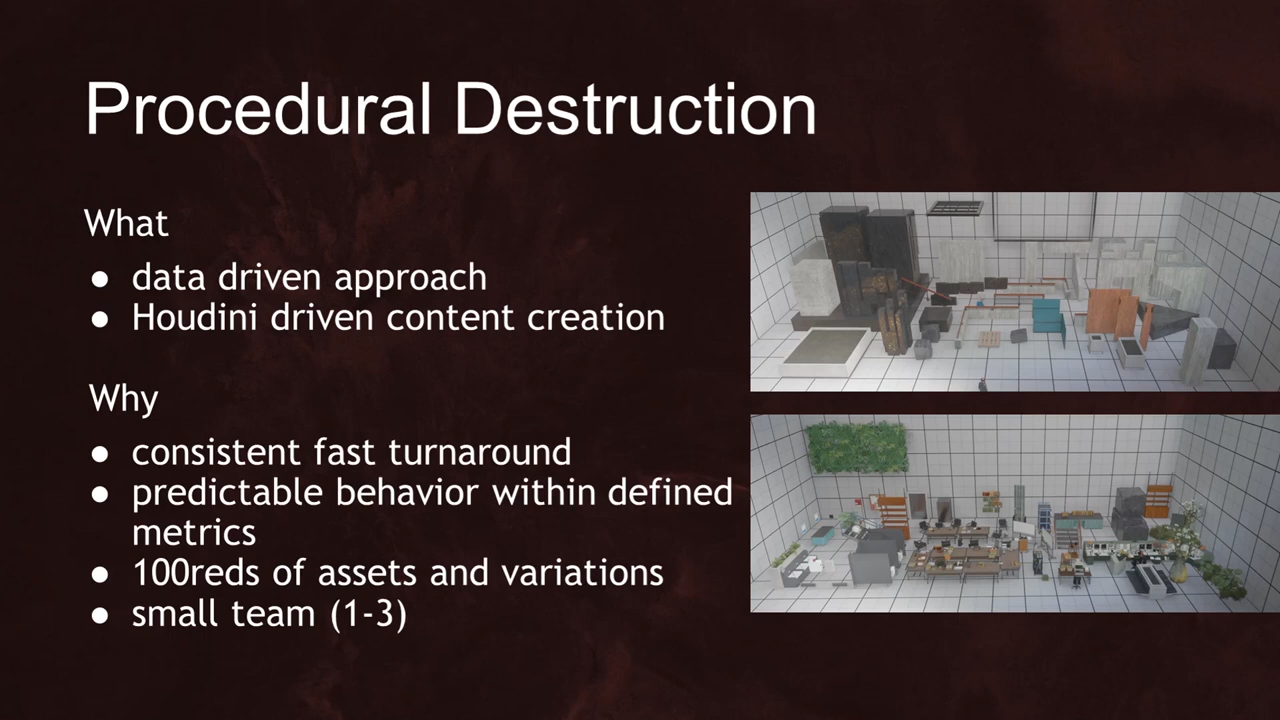 Procedural Destruction
What
● data driven approach
● Houdini driven content creation
Why
● consistent fast turnaround
● predictable behavior within defined
metrics
● 100reds of assets and variations
● small team (1-3)